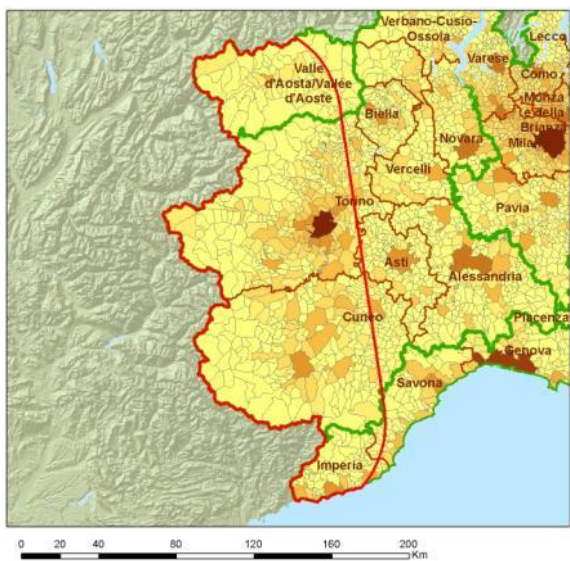 Verbano-Cusio-
Ossola
Lecco
Valle
d'Aosta/Vallée
d'Aoste
Varese
Como
Monza
e della
Brianza
Biella
Milano
Novara
Vercelli
Torino
Pavia
Asti
Alessandria
Cuneo
Piacenza
Genova
Savona
Imperia
0 20 40 80 120 160 200
Km